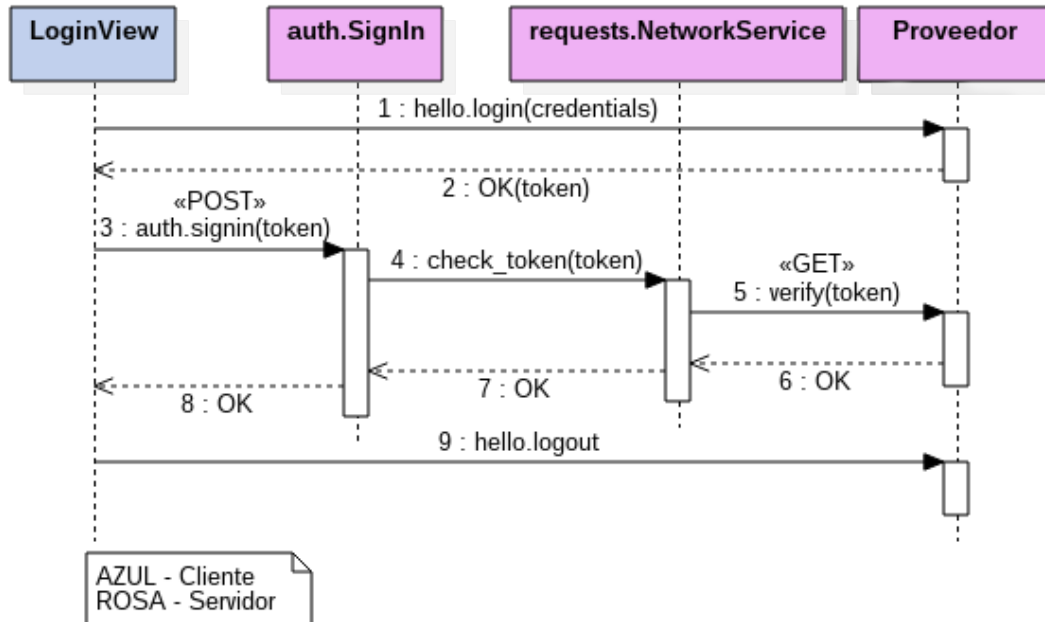 LoginView
auth.SignIn
requests.NetworkService
Proveedor
1 : hello.login(credentials)
2 : OK(token)
«POST»
3 : auth.signin(token)
4 : check_token(token)
«GET»
5 : verify(token)
6 : OK
7 : OK
8 : OK
9 : hello.logout
AZUL - Cliente
ROSA - Servidor